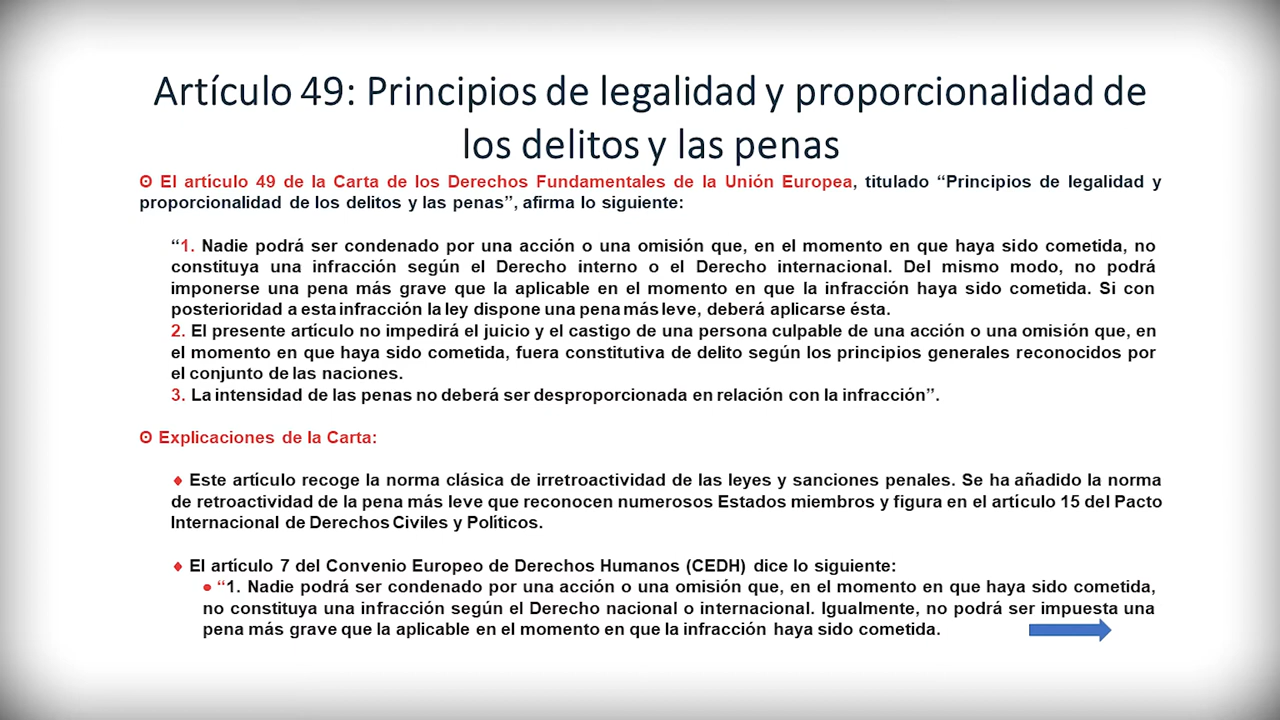 Artículo 49: Principios de legalidad y proporcionalidad de
los delitos y las penas
ʘ El artículo 49 de la Carta de los Derechos Fundamentales de la Unión Europea, titulado “Principios de legalidad y
proporcionalidad de los delitos y las penas”, afirma lo siguiente:
“1. Nadie podrá ser condenado por una acción o una omisión que, en el momento en que haya sido cometida, no
constituya una infracción según el Derecho interno o el Derecho internacional. Del mismo modo, no podrá
imponerse una pena más grave que la aplicable en el momento en que la infracción haya sido cometida. Si con
posterioridad a esta infracción la ley dispone una pena más leve, deberá aplicarse ésta.
2. El presente artículo no impedirá el juicio y el castigo de una persona culpable de una acción o una omisión que, en
el momento en que haya sido cometida, fuera constitutiva de delito según los principios generales reconocidos por
el conjunto de las naciones.
3. La intensidad de las penas no deberá ser desproporcionada en relación con la infracción”.
ʘ Explicaciones de la Carta:
♦ Este artículo recoge la norma clásica de irretroactividad de las leyes y sanciones penales. Se ha añadido la norma
de retroactividad de la pena más leve que reconocen numerosos Estados miembros y figura en el artículo 15 del Pacto
Internacional de Derechos Civiles y Políticos.
♦ El artículo 7 del Convenio Europeo de Derechos Humanos (CEDH) dice lo siguiente:
● “1. Nadie podrá ser condenado por una acción o una omisión que, en el momento en que haya sido cometida,
no constituya una infracción según el Derecho nacional o internacional. Igualmente, no podrá ser impuesta una
pena más grave que la aplicable en el momento en que la infracción haya sido cometida.